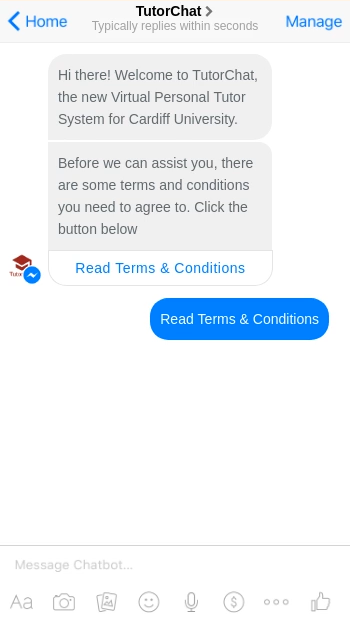 Home
TutorChat
Typically replies within seconds
Manage
Hi there! Welcome to TutorChat,
the new Virtual Personal Tutor
System for Cardiff University.
Before we can assist you, there
are some terms and conditions
you need to agree to. Click the
button below
Read Terms & Conditions
Read Terms & Conditions
Message Chatbot...
Aa